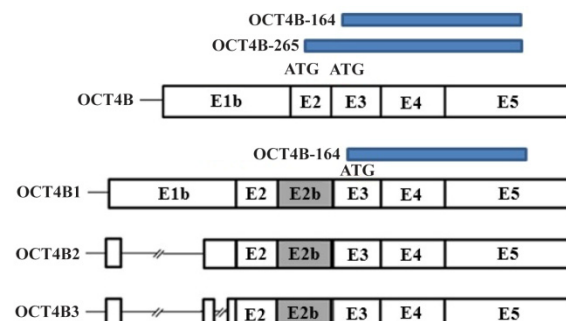 OCT4B-164
OCT4B-265
ATG ATG
OCT4B E1b E2 E3 E4 E5
OCT4B-164
ATG
OCT4B1 E1b E2 E2b E3 E4 E5
OCT4B2 E2 E2b E3 E4 E5
OCT4B3 E2 E2b E3 E4 E5